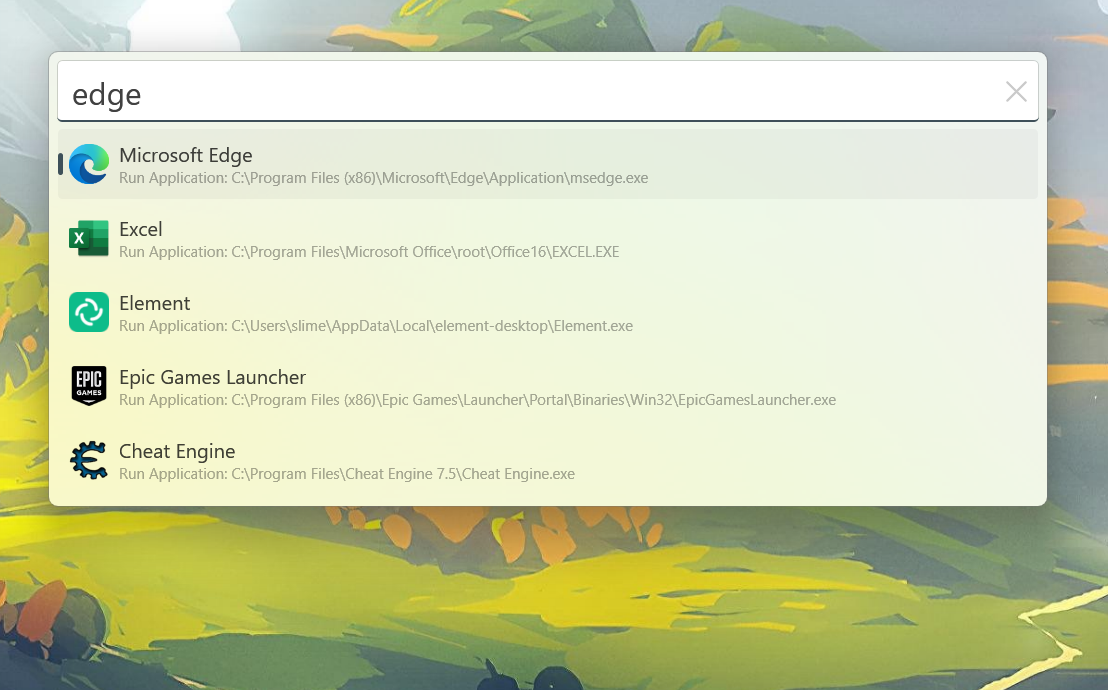 edge
Microsoft Edge
Run Application: C:\Program Files (x86)\Microsoft\Edge\Application\msedge.exe
Excel
Run Application: C:\Program Files\Microsoft Office\root\Office16\EXCEL.EXE
Element
Run Application: C:\Users\slime\AppData\Local\element-desktop\Element.exe
EPIC
GAMES
Epic Games Launcher
Run Application: C:\Program Files (x86)\Epic Games\Launcher\Portal\Binaries\Win32\EpicGamesLauncher.exe
Cheat Engine
Run Application: C:\Program Files\Cheat Engine 7.5\Cheat Engine.exe